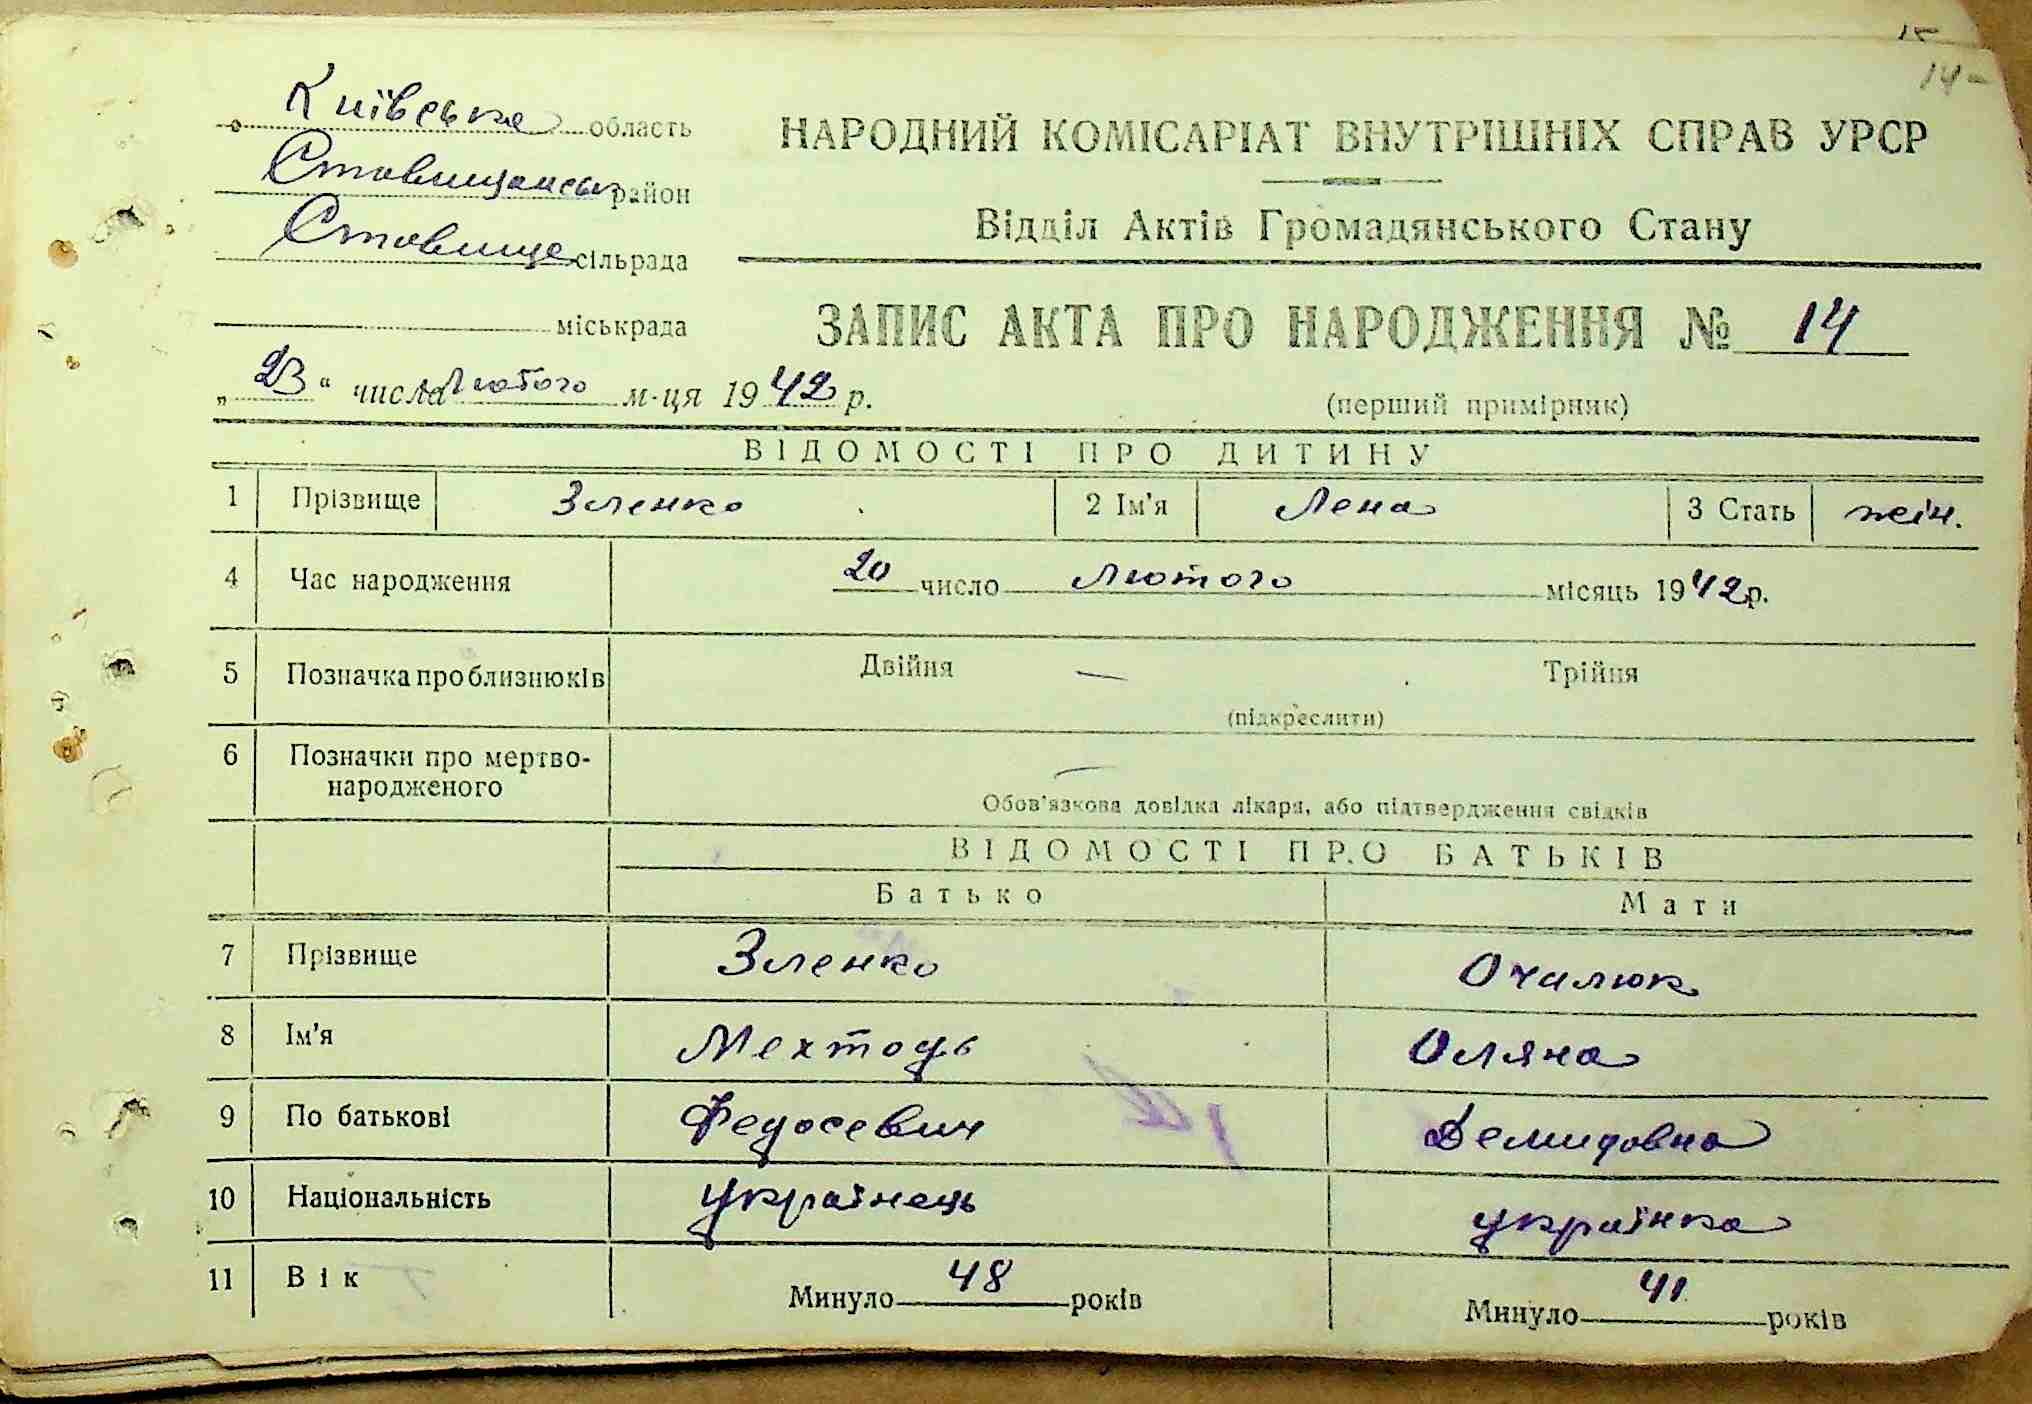 15
14
Київська область
НАРОДНИЙ КОМІСАРІАТ ВНУТРІШНІХ СПРАВ УРСР
Ставищанськ район
Відділ Актів Громадянського Стану
Ставище сільрада
міськрада
ЗАПИС АКТА ПРО НАРОДЖЕННЯ № 14
„23“ числа Лютого м-ця 1942 р.
(перший примірник)
ВІДОМОСТІ ПРО ДИТИНУ
1 Прізвище Зленко 2 Ім'я Лена 3 Стать жін.
4 Час народження 20 число Лютого місяць 1942 р.
5 Позначка про близнюків Двійня — Трійня
(підкреслити)
6 Позначки про мертво-
народженого —
Обов'язкова довідка лікаря, або підтвердження свідків
ВІДОМОСТІ ПРО БАТЬКІВ
Батько Мати
7 Прізвище Зленко Очалюк
8 Ім'я Мехтодь Оляна
9 По батькові Федосевич Демидовна
10 Національність українець українка
11 Вік Минуло 48 років Минуло 41 років